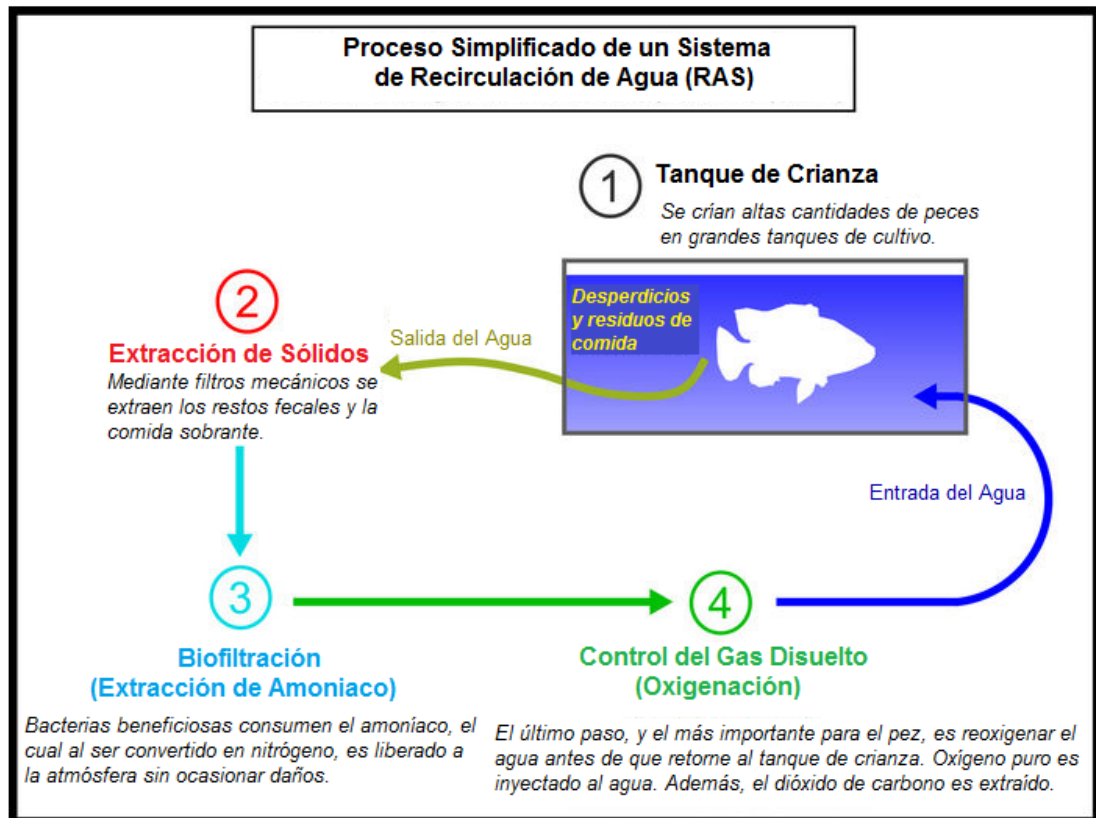 Proceso Simplificado de un Sistema
de Recirculación de Agua (RAS)
1
Tanque de Crianza
Se crían altas cantidades de peces
en grandes tanques de cultivo.
Desperdicios
y residuos de
comida
Salida del Agua
2
Extracción de Sólidos
Mediante filtros mecánicos se
extraen los restos fecales y la
comida sobrante.
Entrada del Agua
3
Biofiltración
(Extracción de Amoniaco)
Bacterias beneficiosas consumen el amoníaco, el
cual al ser convertido en nitrógeno, es liberado a
la atmósfera sin ocasionar daños.
4
Control del Gas Disuelto
(Oxigenación)
El último paso, y el más importante para el pez, es reoxigenar el
agua antes de que retorne al tanque de crianza. Oxígeno puro es
inyectado al agua. Además, el dióxido de carbono es extraído.